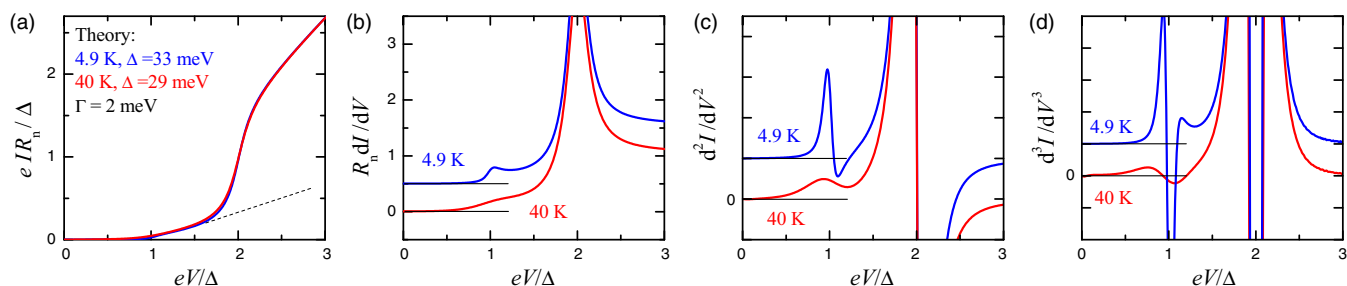 (a)
Theory:
4.9 K, Δ =33 meV
40 K, Δ =29 meV
Γ = 2 meV
e IRₙ/ Δ
2
1
0
0 1 2 3
eV/Δ
(b)
Rₙ dI / dV
3
2
1
0
4.9 K
40 K
0 1 2 3
eV/Δ
(c)
d²I / dV²
0
4.9 K
40 K
0 1 2 3
eV/Δ
(d)
d³I / dV³
0
4.9 K
40 K
0 1 2 3
eV/Δ